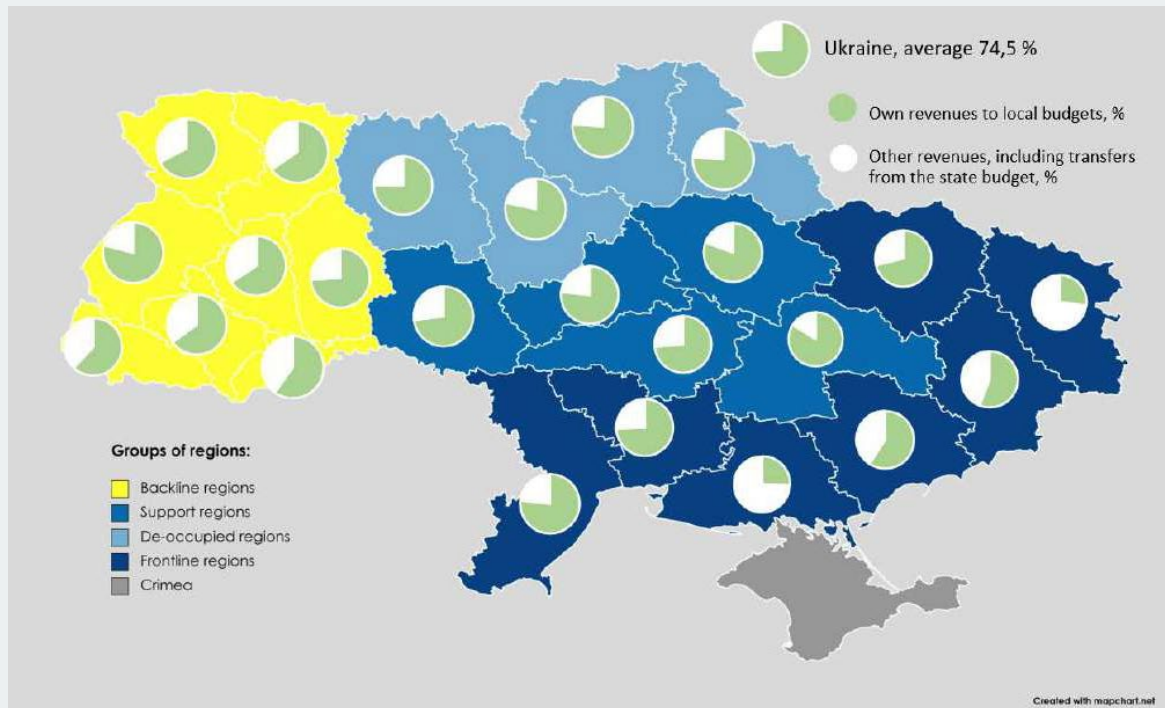 Ukraine, average 74,5 %
Own revenues to local budgets, %
Other revenues, including transfers
from the state budget, %
Groups of regions:
Backline regions
Support regions
De-occupied regions
Frontline regions
Crimea
Created with mapchart.net